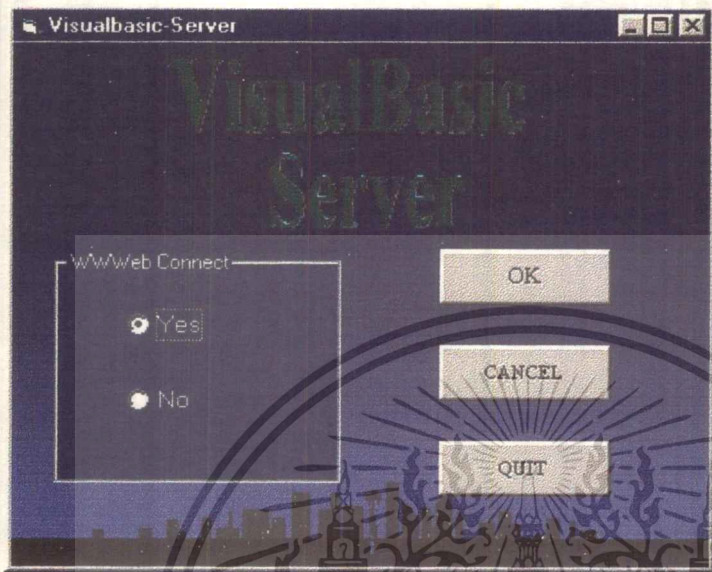 Visualbasic-Server
VisualBasic
Server
WWWeb Connect
Yes
No
OK
CANCEL
QUIT